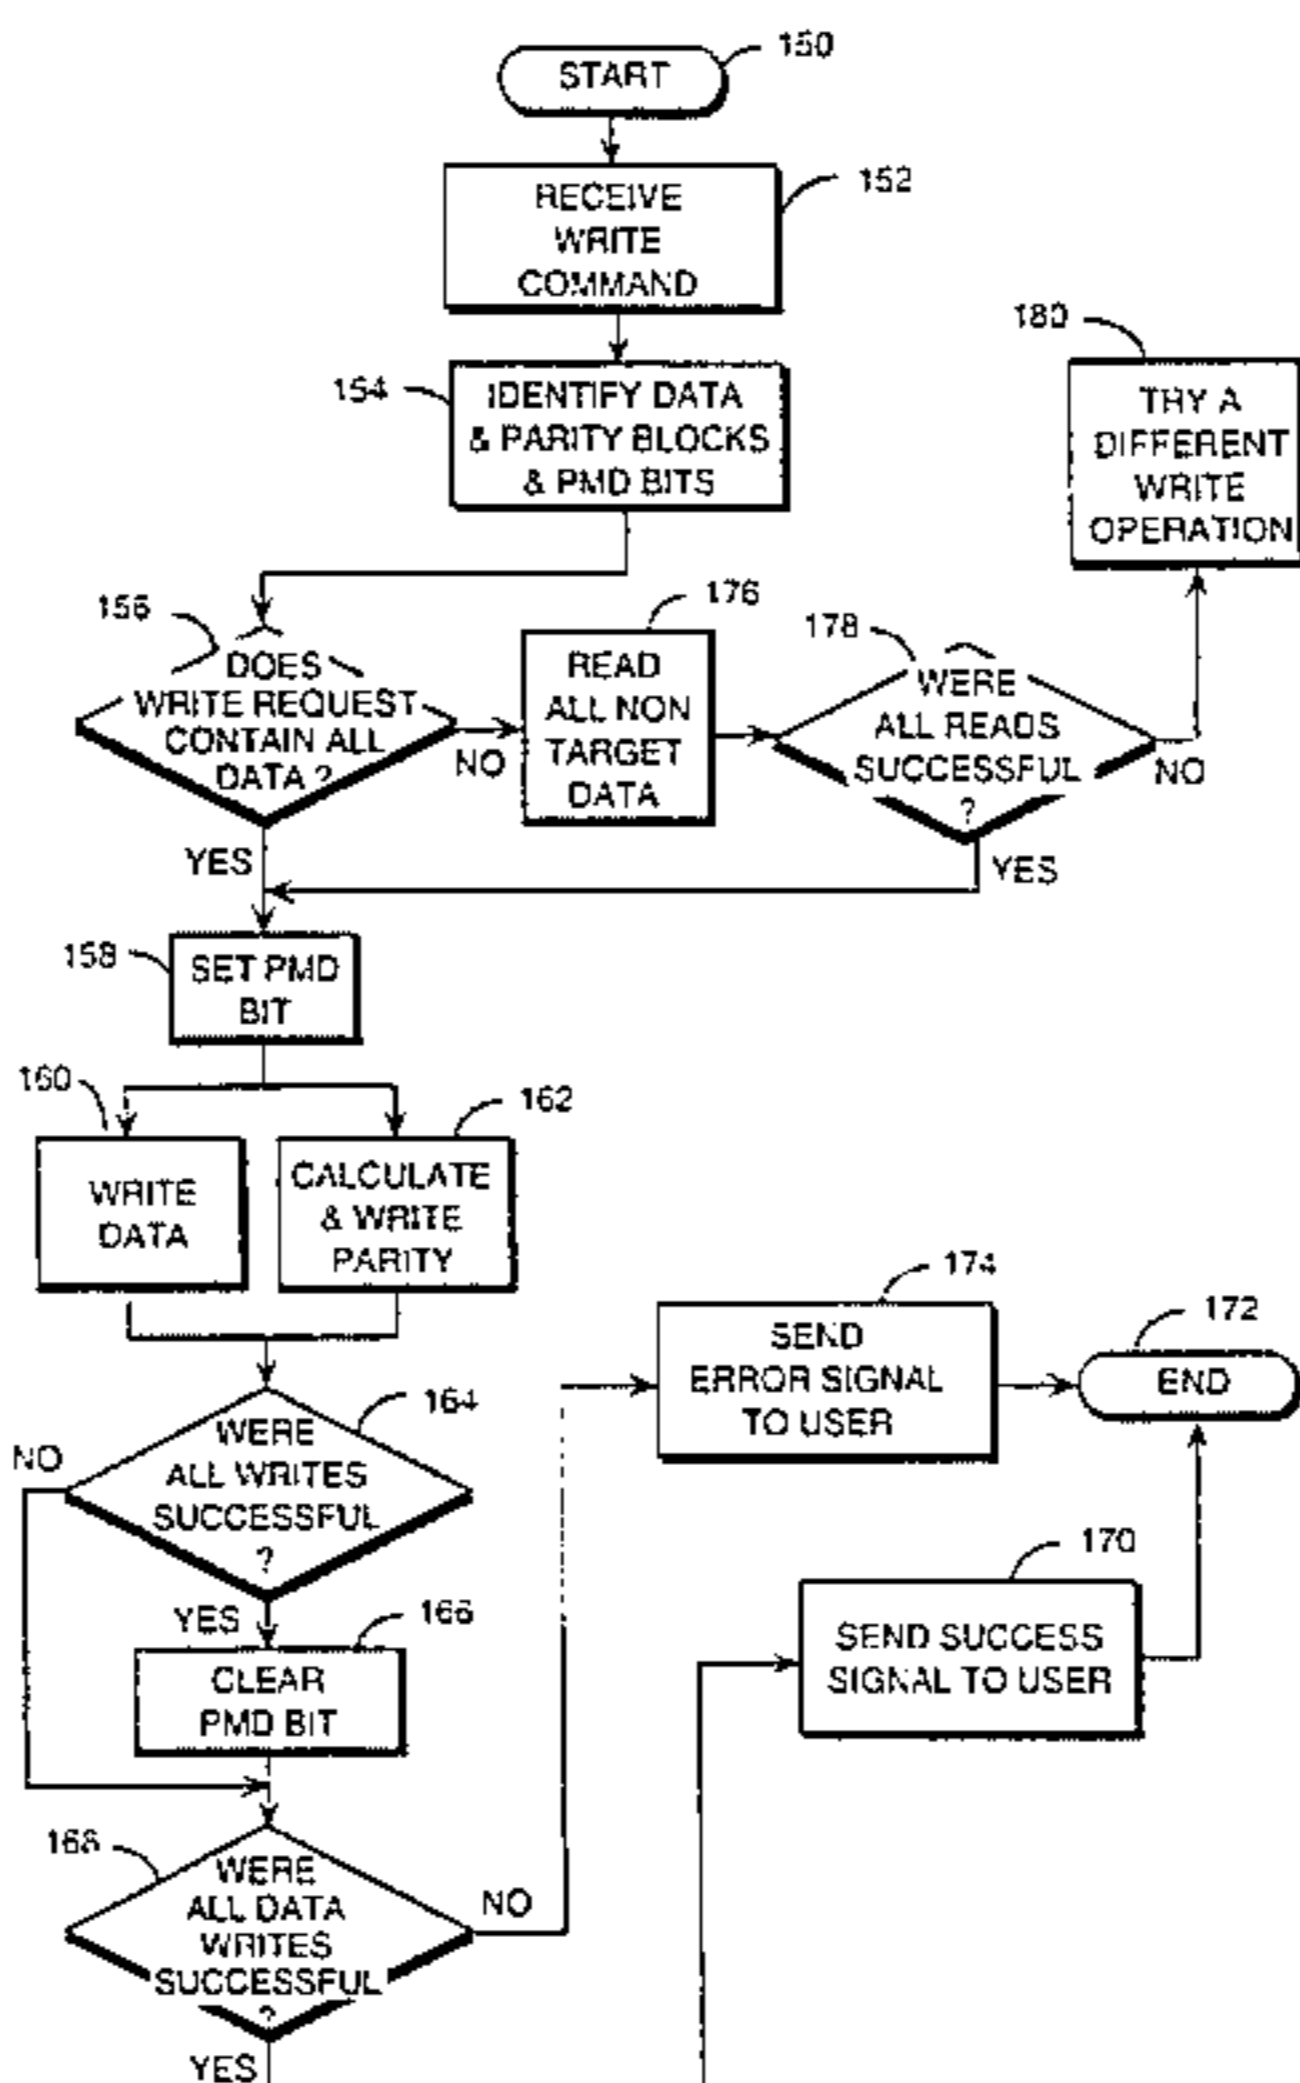 150
START
152
RECEIVE
WRITE
COMMAND
180
154
IDENTIFY DATA
& PARITY BLOCKS
& PMD BITS
TRY A
DIFFERENT
WRITE
OPERATION
156
DOES
WRITE REQUEST
CONTAIN ALL
DATA ?
NO
YES
176
READ
ALL NON
TARGET
DATA
178
WERE
ALL READS
SUCCESSFUL
?
NO
YES
158
SET PMD
BIT
160
WRITE
DATA
162
CALCULATE
& WRITE
PARITY
174
SEND
ERROR SIGNAL
TO USER
172
END
164
WERE
ALL WRITES
SUCCESSFUL
?
NO
YES
166
CLEAR
PMD BIT
170
SEND SUCCESS
SIGNAL TO USER
168
WERE
ALL DATA
WRITES
SUCCESSFUL
?
NO
YES